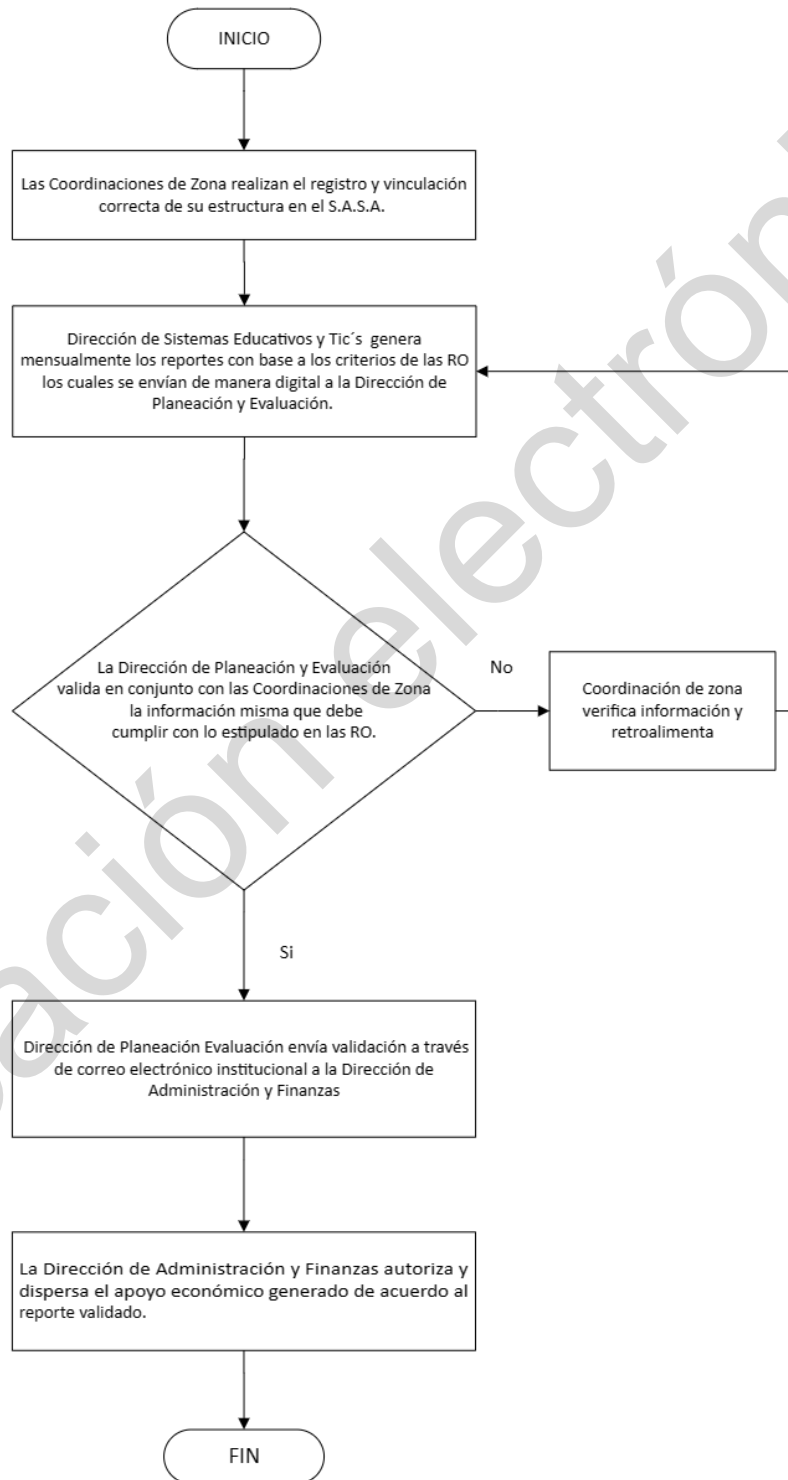 INICIO
Las Coordinaciones de Zona realizan el registro y vinculación
correcta de su estructura en el S.A.S.A.
Dirección de Sistemas Educativos y Tic´s genera
mensualmente los reportes con base a los criterios de las RO
los cuales se envían de manera digital a la Dirección de
Planeación y Evaluación.
La Dirección de Planeación y Evaluación
valida en conjunto con las Coordinaciones de Zona
la información misma que debe
cumplir con lo estipulado en las RO.
No
Coordinación de zona
verifica información y
retroalimenta
Si
Dirección de Planeación Evaluación envía validación a través
de correo electrónico institucional a la Dirección de
Administración y Finanzas
La Dirección de Administración y Finanzas autoriza y
dispersa el apoyo económico generado de acuerdo al
reporte validado.
FIN